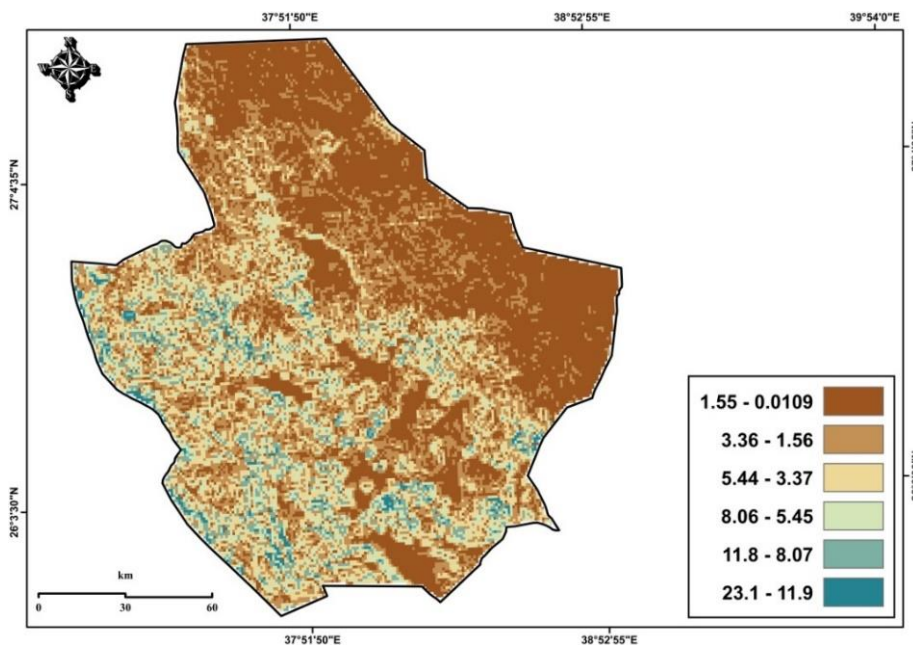 37°51'50"E
38°52'55"E
39°54'0"E
27°4'35"N
26°3'30"N
km
0
30
60
1.55 - 0.0109
3.36 - 1.56
5.44 - 3.37
8.06 - 5.45
11.8 - 8.07
23.1 - 11.9
37°51'50"E
38°52'55"E